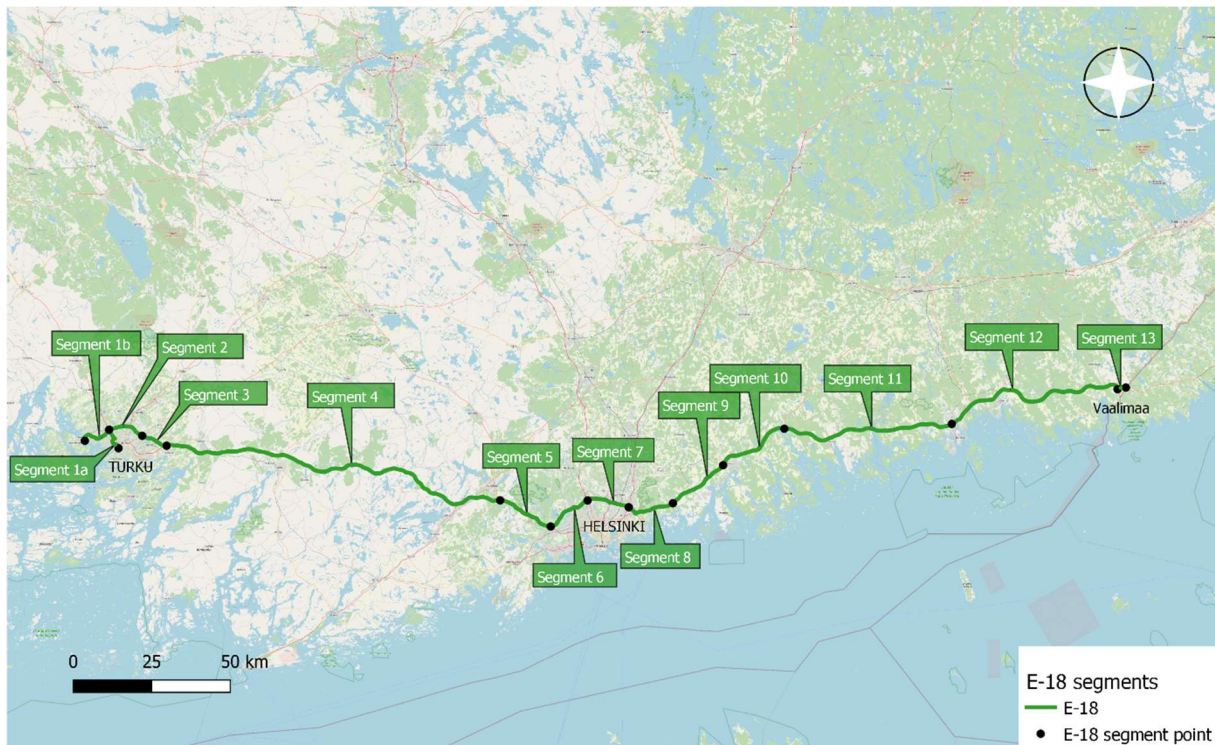 Segment 1b
Segment 2
Segment 3
Segment 4
Segment 1a
TURKU
Segment 5
Segment 7
HELSINKI
Segment 6
Segment 8
Segment 9
Segment 10
Segment 11
Segment 12
Segment 13
Vaalimaa
0 25 50 km
E-18 segments
E-18
E-18 segment point